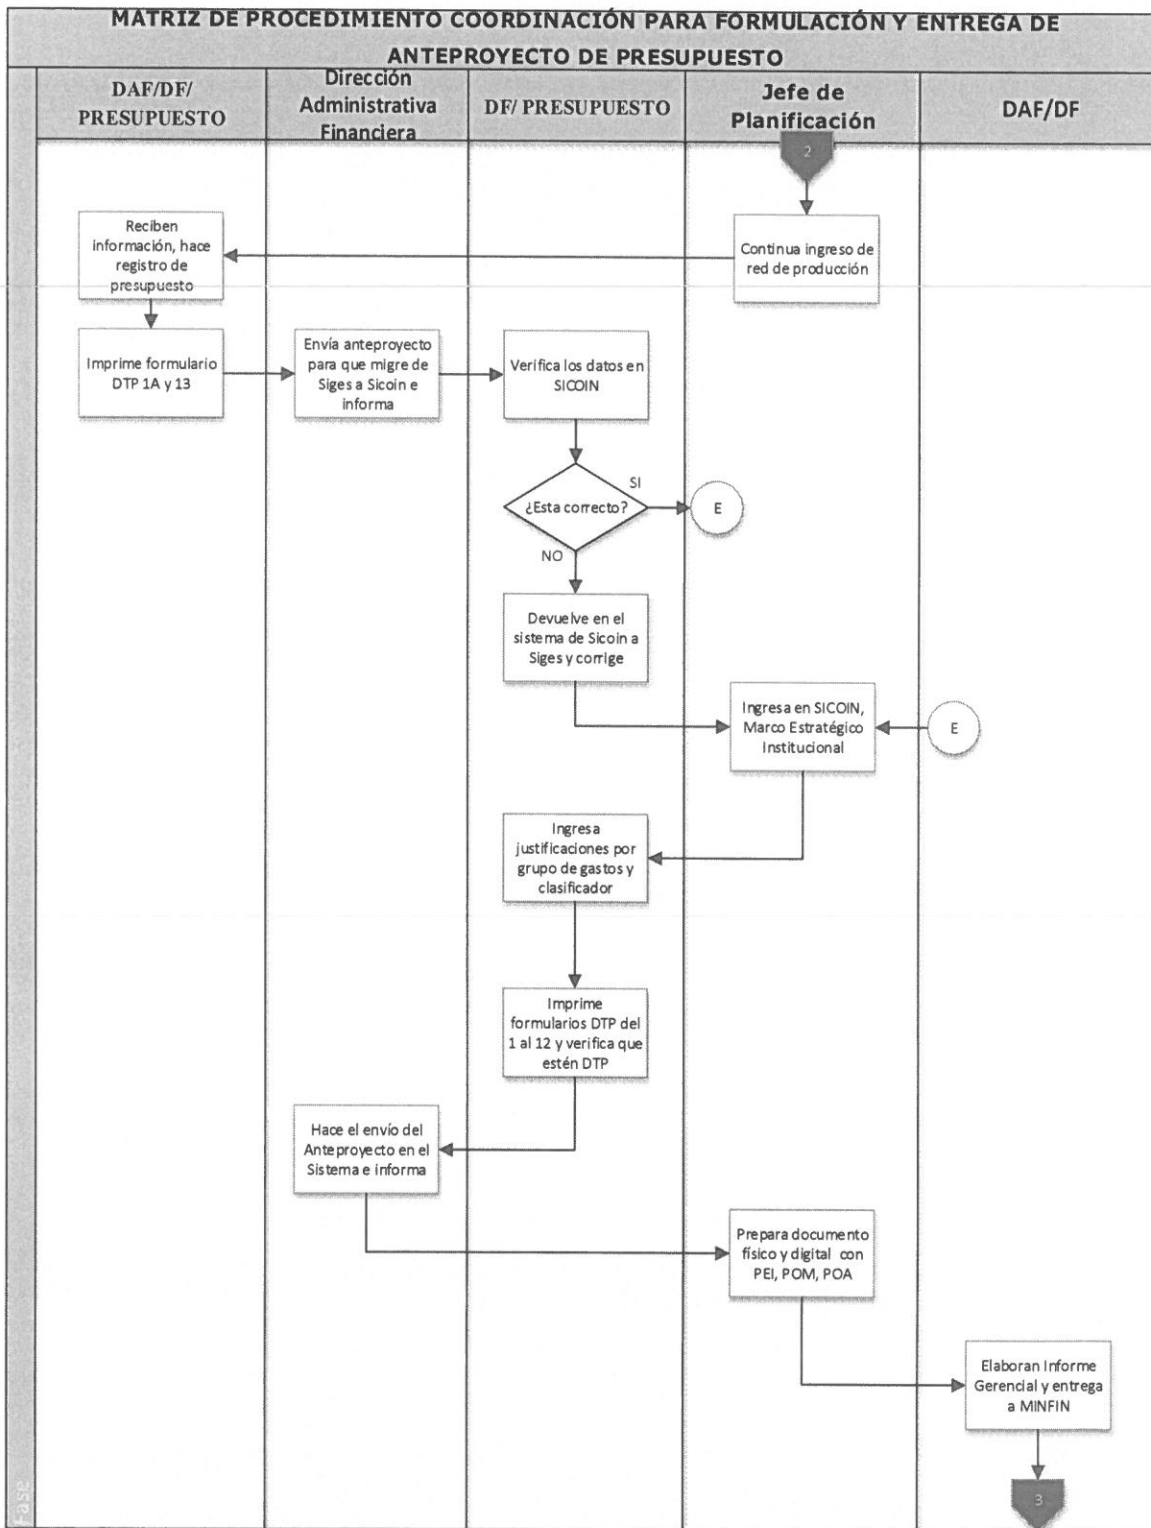 MATRIZ DE PROCEDIMIENTO COORDINACIÓN PARA FORMULACIÓN Y ENTREGA DE
ANTEPROYECTO DE PRESUPUESTO
DAF/DF/
PRESUPUESTO
Dirección
Administrativa
Financiera
DF/ PRESUPUESTO
Jefe de
Planificación
DAF/DF
2
Reciben
información, hace
registro de
presupuesto
Continua ingreso de
red de producción
Imprime formulario
DTP 1A y 13
Envía anteproyecto
para que migre de
Siges a Sicoin e
informa
Verifica los datos en
SICOIN
¿Esta correcto?
SI
E
NO
Devuelve en el
sistema de Sicoin a
Siges y corrige
Ingresa en SICOIN,
Marco Estratégico
Institucional
E
Ingresa
justificaciones por
grupo de gastos y
clasificador
Imprime
formularios DTP del
1 al 12 y verifica que
estén DTP
Hace el envío del
Anteproyecto en el
Sistema e informa
Prepara documento
físico y digital con
PEI, POM, POA
Elaboran Informe
Gerencial y entrega
a MINFIN
3
Fase